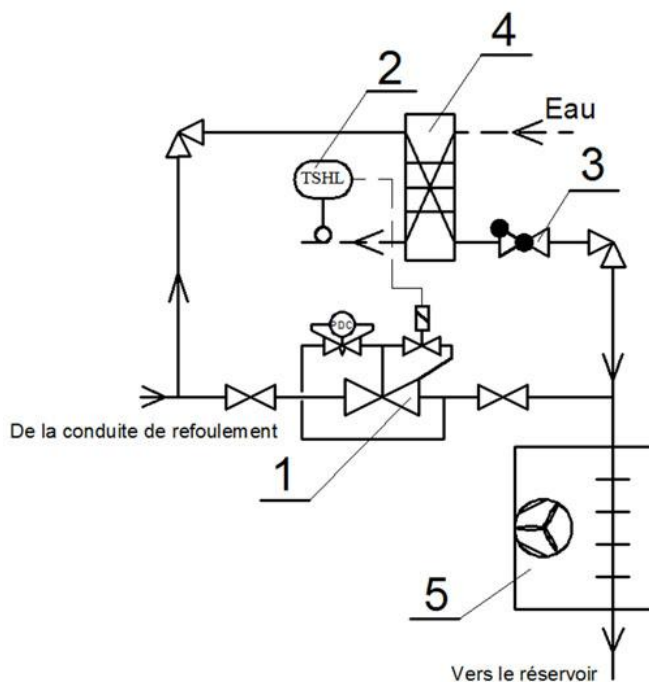 4
2
Eau
TSHL
3
PDC
De la conduite de refoulement
1
5
Vers le réservoir